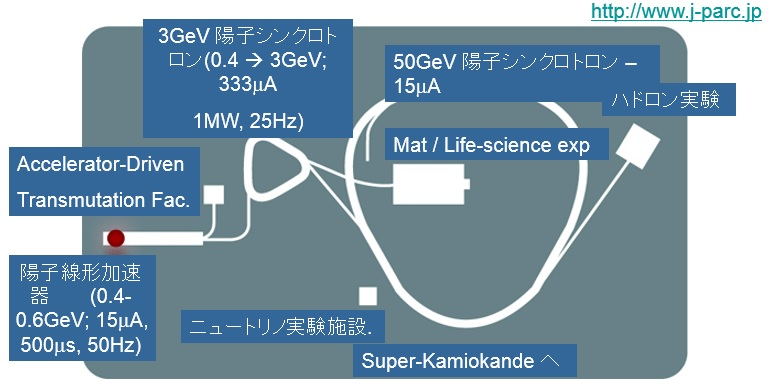 http://www.j-parc.jp
3GeV 陽子シンクロト
ロン(0.4 → 3GeV;
333μA
1MW, 25Hz)
50GeV 陽子シンクロトロン –
15μA
ハドロン実験
Mat / Life-science exp
Accelerator-Driven
Transmutation Fac.
陽子線形加速
器 (0.4-
0.6GeV; 15μA,
500μs, 50Hz)
ニュートリノ実験施設.
Super-Kamiokande へ